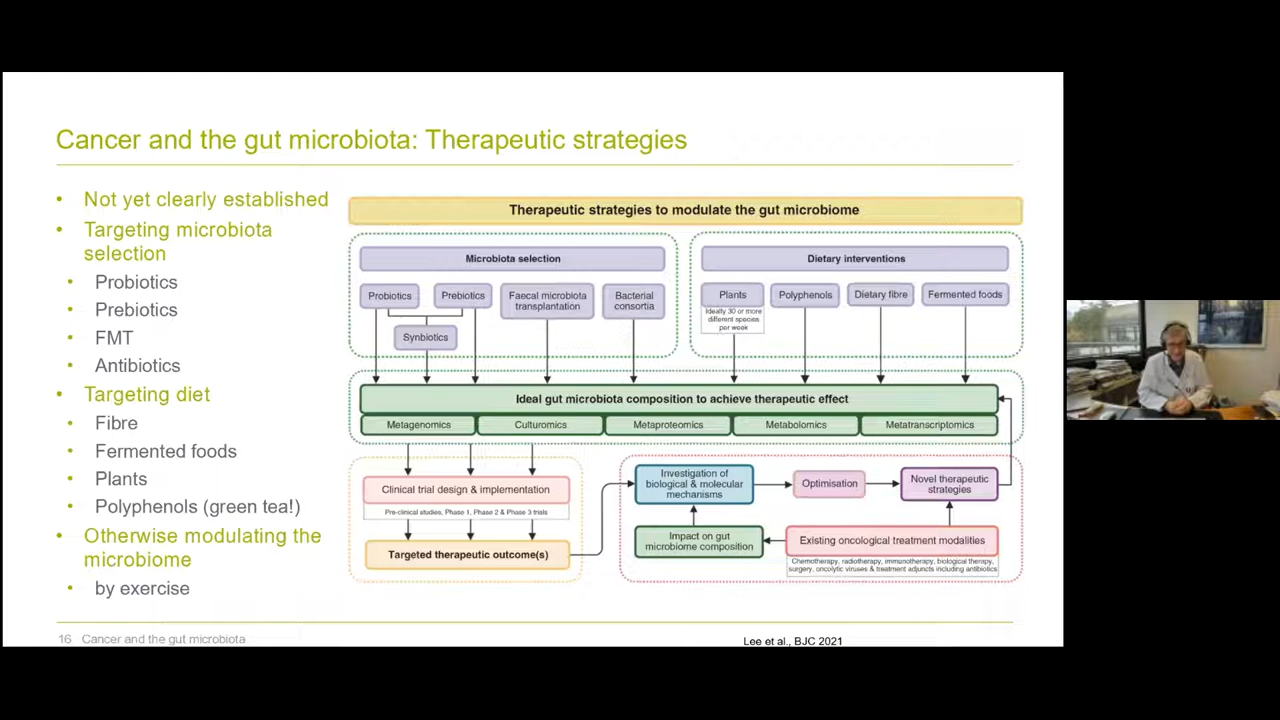 Cancer and the gut microbiota: Therapeutic strategies
• Not yet clearly established
• Targeting microbiota
selection
• Probiotics
• Prebiotics
• FMT
• Antibiotics
• Targeting diet
• Fibre
• Fermented foods
• Plants
• Polyphenols (green tea!)
• Otherwise modulating the
microbiome
• by exercise
Therapeutic strategies to modulate the gut microbiome
Microbiota selection
Probiotics
Prebiotics
Faecal microbiota
transplantation
Bacterial
consortia
Synbiotics
Dietary interventions
Plants
Ideally 30 or more
different species
per week
Polyphenols
Dietary fibre
Fermented foods
Ideal gut microbiota composition to achieve therapeutic effect
Metagenomics
Culturomics
Metaproteomics
Metabolomics
Metatranscriptomics
Clinical trial design & implementation
Pre-clinical studies, Phase 1, Phase 2 & Phase 3 trials
Targeted therapeutic outcome(s)
Investigation of
biological & molecular
mechanisms
Optimisation
Novel therapeutic
strategies
Impact on gut
microbiome composition
Existing oncological treatment modalities
Chemotherapy, radiotherapy, immunotherapy, biological therapy,
surgery, oncolytic viruses & treatment adjuncts including antibiotics
16 Cancer and the gut microbiota
Lee et al., BJC 2021